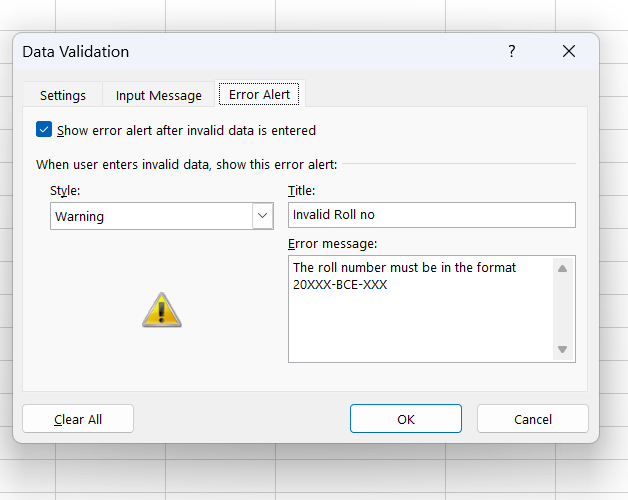 Data Validation ?
Settings Input Message Error Alert
Show error alert after invalid data is entered
When user enters invalid data, show this error alert:
Style: Title:
Warning Invalid Roll no
Error message:
The roll number must be in the format
20XXX-BCE-XXX
Clear All OK Cancel